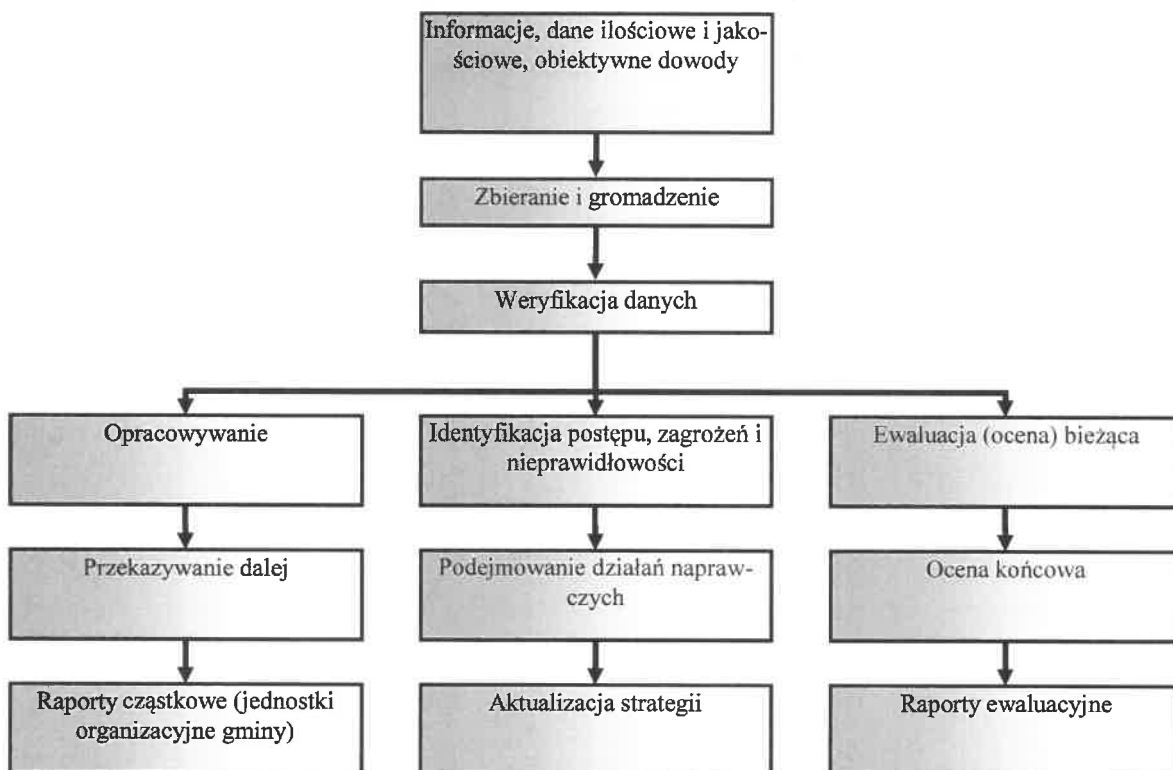 Informacje, dane ilościowe i jako-
ściowe, obiektywne dowody
Zbieranie i gromadzenie
Weryfikacja danych
Opracowywanie
Identyfikacja postępu, zagrożeń i
nieprawidłowości
Ewaluacja (ocena) bieżąca
Przekazywanie dalej
Podejmowanie działań napraw-
czych
Ocena końcowa
Raporty cząstkowe (jednostki
organizacyjne gminy)
Aktualizacja strategii
Raporty ewaluacyjne